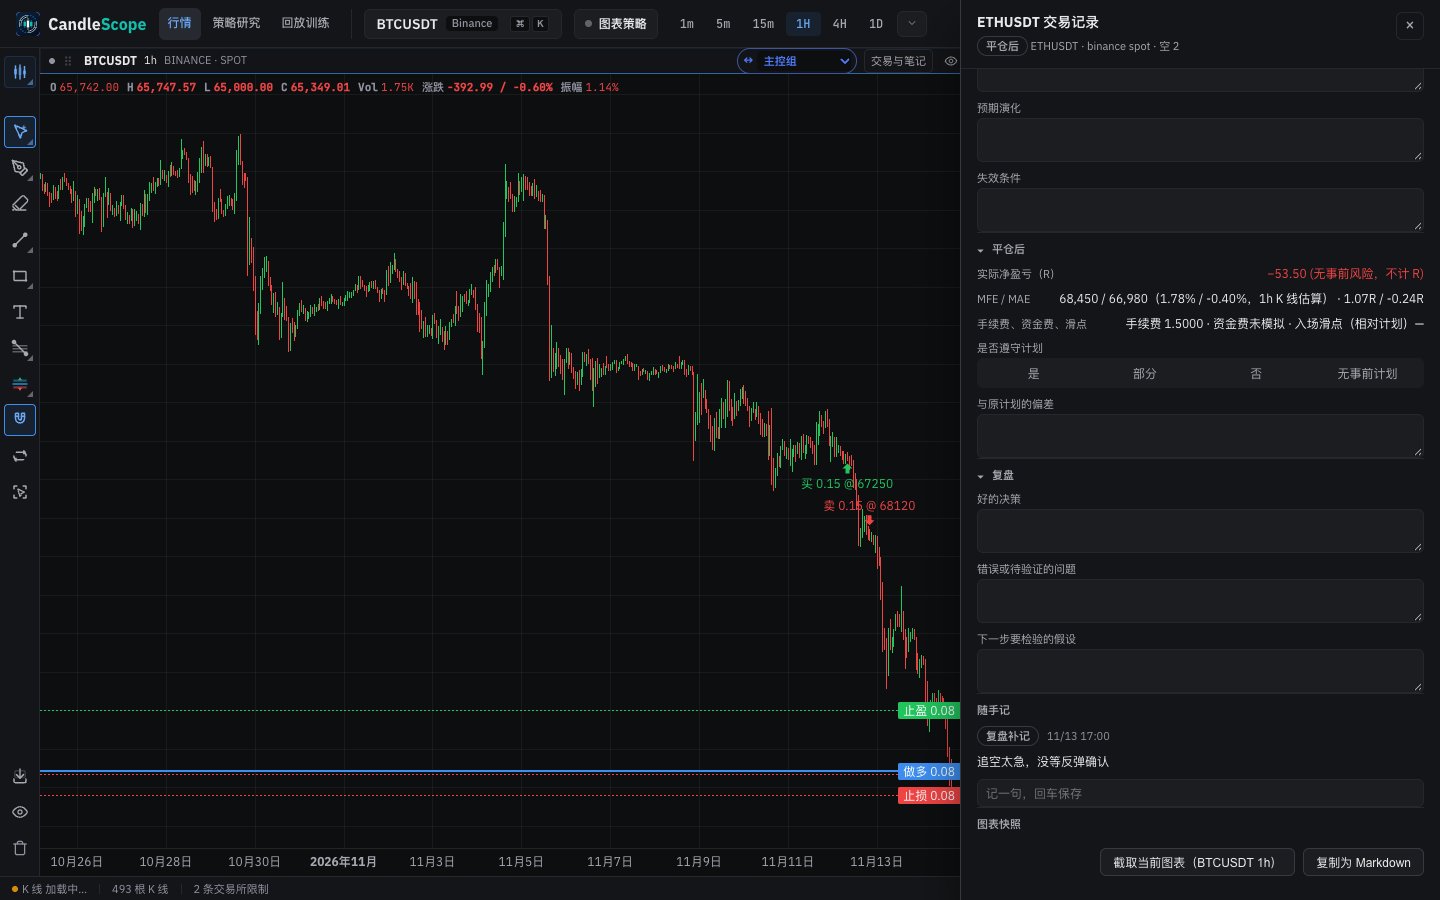 CandleScope 行情 策略研究 回放训练 BTCUSDT Binance ⌘ K 图表策略 1m 5m 15m 1H 4H 1D
BTCUSDT 1h BINANCE · SPOT 主控组 交易与笔记
O 65,742.00 H 65,747.57 L 65,000.00 C 65,349.01 Vol 1.75K 涨跌 -392.99 / -0.60% 振幅 1.14%
买 0.15 @ 67250
卖 0.15 @ 68120
止盈 0.08
做多 0.08
止损 0.08
10月26日 10月28日 10月30日 2026年11月 11月3日 11月5日 11月7日 11月9日 11月11日 11月13日
K 线 加载中... 493 根 K 线 2 条交易所限制
ETHUSDT 交易记录
×
平仓后 ETHUSDT · binance spot · 空 2
预期演化
失效条件
平仓后
实际净盈亏（R） −53.50 (无事前风险，不计 R)
MFE / MAE 68,450 / 66,980（1.78% / -0.40%，1h K 线估算） · 1.07R / -0.24R
手续费、资金费、滑点 手续费 1.5000 · 资金费未模拟 · 入场滑点（相对计划）—
是否遵守计划
是 部分 否 无事前计划
与原计划的偏差
复盘
好的决策
错误或待验证的问题
下一步要检验的假设
随手记
复盘补记 11/13 17:00
追空太急，没等反弹确认
记一句，回车保存
图表快照
截取当前图表（BTCUSDT 1h） 复制为 Markdown